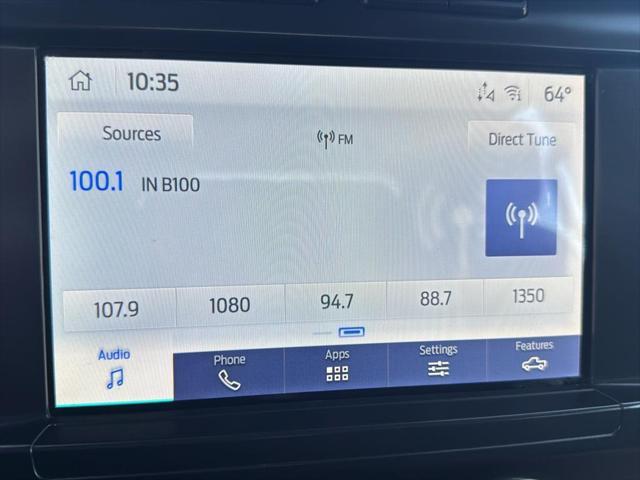 10:35 64°
Sources FM Direct Tune
100.1 IN B100
107.9 1080 94.7 88.7 1350
Audio Phone Apps Settings Features